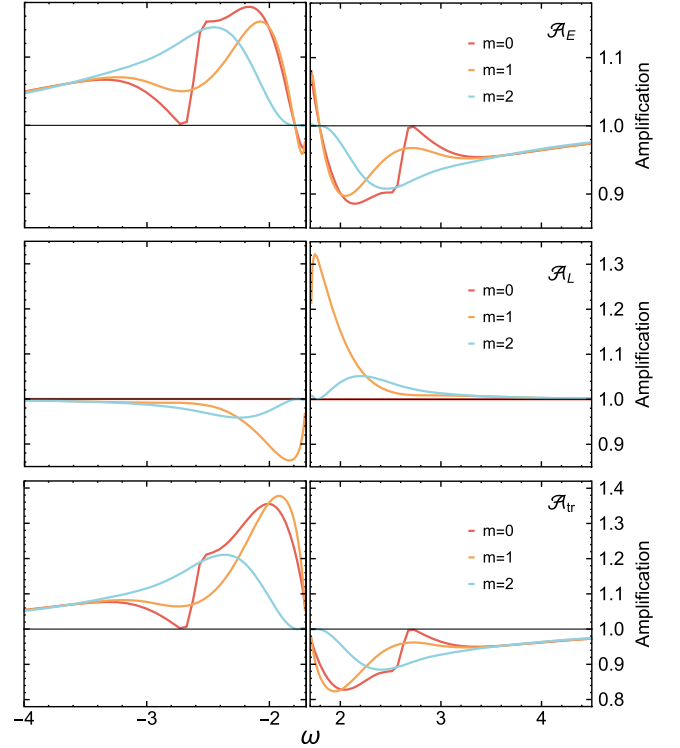 𝒜E
m=0
m=1
m=2
1.1
1.0
0.9
Amplification
𝒜L
m=0
m=1
m=2
1.3
1.2
1.1
1.0
0.9
Amplification
𝒜tr
m=0
m=1
m=2
1.4
1.3
1.2
1.1
1.0
0.9
0.8
Amplification
−4 −3 −2 2 3 4
ω